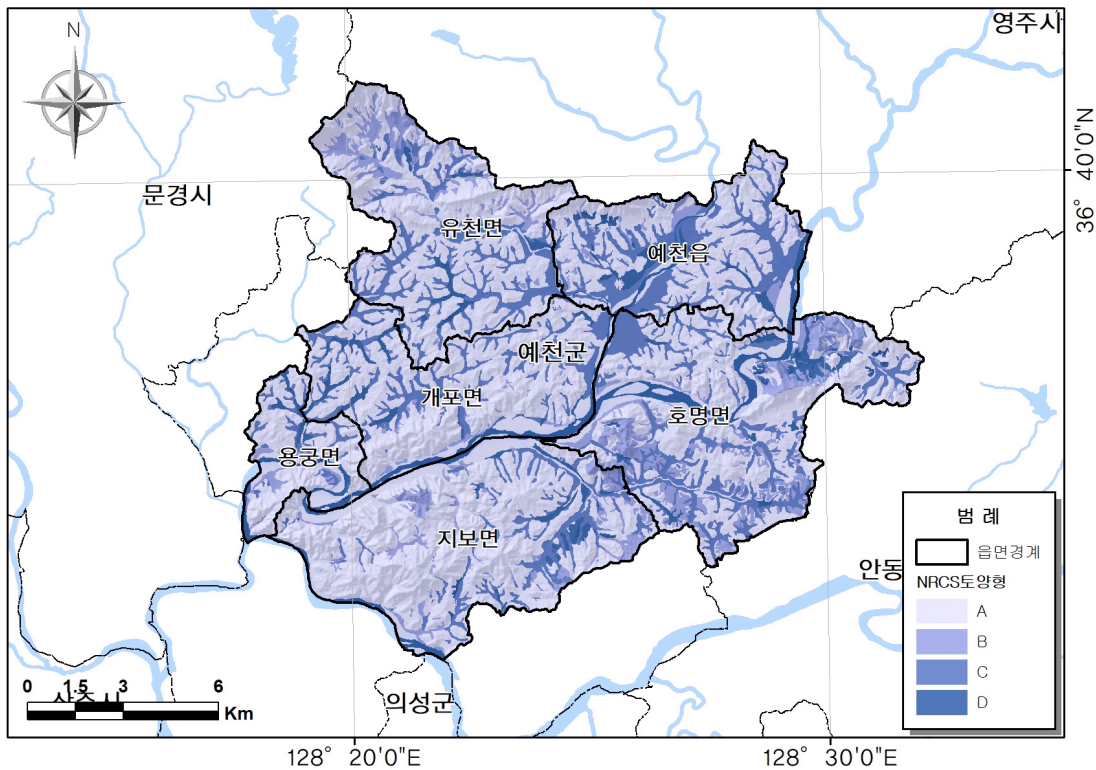 영주시
N
40'0"N
36°
문경시
유천면
예천읍
예천군
개포면
호명면
용궁면
지보면
범 례
읍면경계
NRCS토양형
A
B
C
D
안동
0 1.5 3 6
Km
의성군
128° 20'0"E
128° 30'0"E